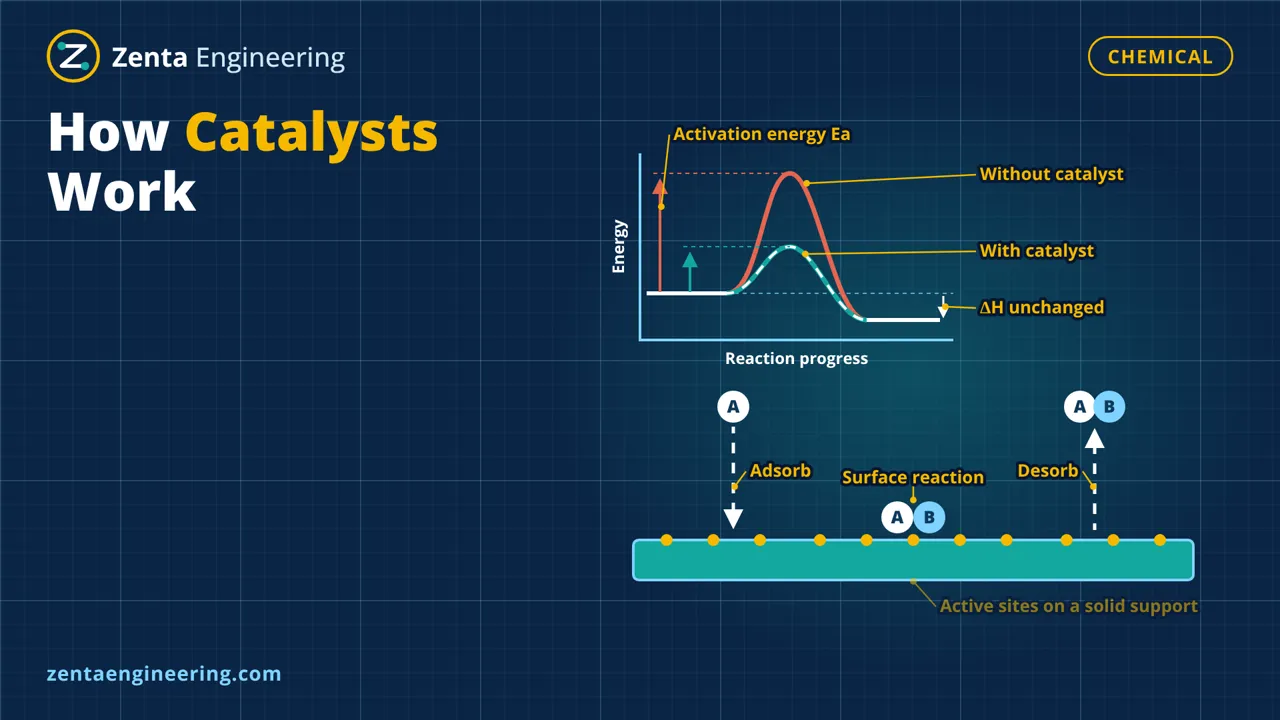 Zenta Engineering
CHEMICAL
How Catalysts
Work
Activation energy Ea
Without catalyst
With catalyst
ΔH unchanged
Energy
Reaction progress
A
A B
Adsorb
Surface reaction
Desorb
A B
Active sites on a solid support
zentaengineering.com